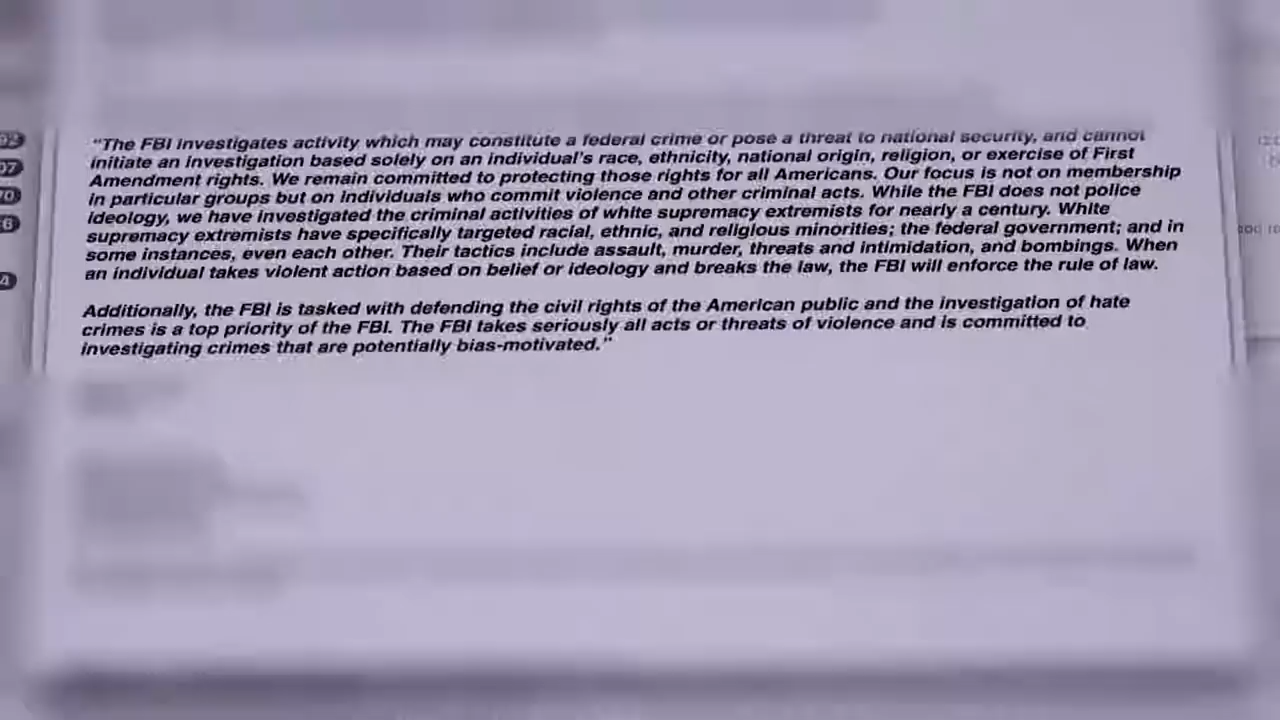 "The FBI investigates activity which may constitute a federal crime or pose a threat to national security, and cannot
initiate an investigation based solely on an individual's race, ethnicity, national origin, religion, or exercise of First
Amendment rights. We remain committed to protecting those rights for all Americans. Our focus is not on membership
in particular groups but on individuals who commit violence and other criminal acts. While the FBI does not police
ideology, we have investigated the criminal activities of white supremacy extremists for nearly a century. White
supremacy extremists have specifically targeted racial, ethnic, and religious minorities; the federal government; and in
some instances, even each other. Their tactics include assault, murder, threats and intimidation, and bombings. When
an individual takes violent action based on belief or ideology and breaks the law, the FBI will enforce the rule of law.
Additionally, the FBI is tasked with defending the civil rights of the American public and the investigation of hate
crimes is a top priority of the FBI. The FBI takes seriously all acts or threats of violence and is committed to
investigating crimes that are potentially bias-motivated."